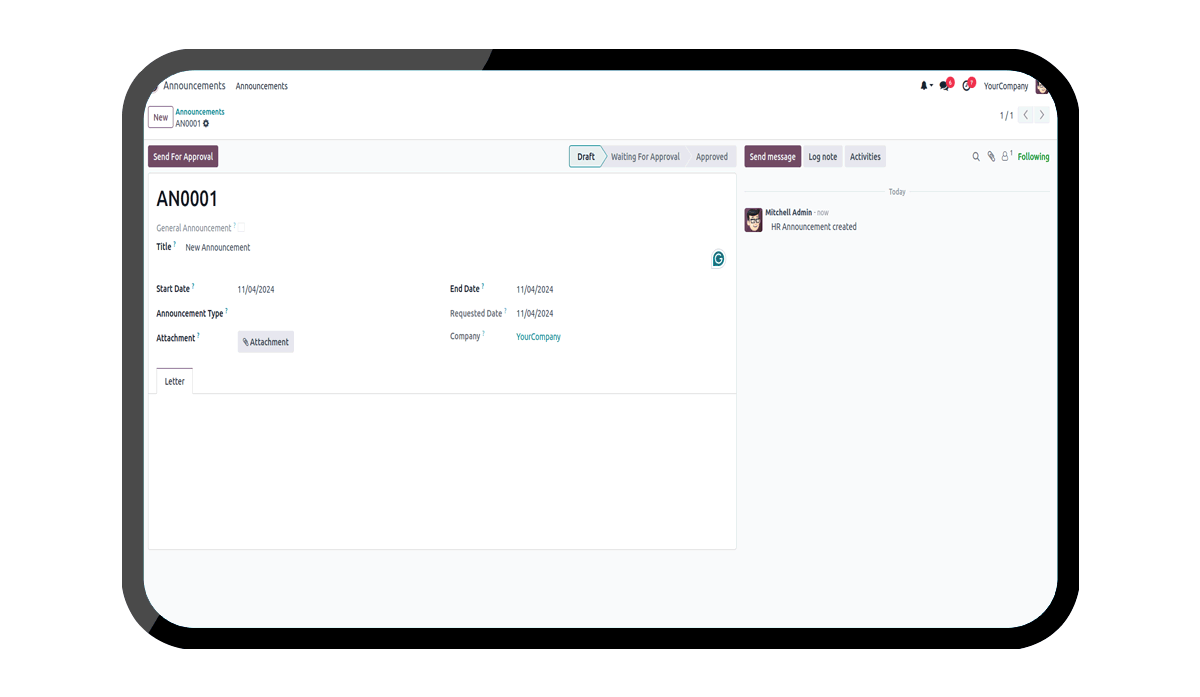 Announcements Announcements 6 7 YourCompany
New Announcements
AN0001
1 / 1
Send For Approval Draft Waiting For Approval Approved Send message Log note Activities 1 Following
AN0001
General Announcement ?
Title ? New Announcement
Start Date ? 11/04/2024 End Date ? 11/04/2024
Announcement Type ? Requested Date ? 11/04/2024
Attachment ? Attachment Company ? YourCompany
Letter
Today
Mitchell Admin - now
HR Announcement created